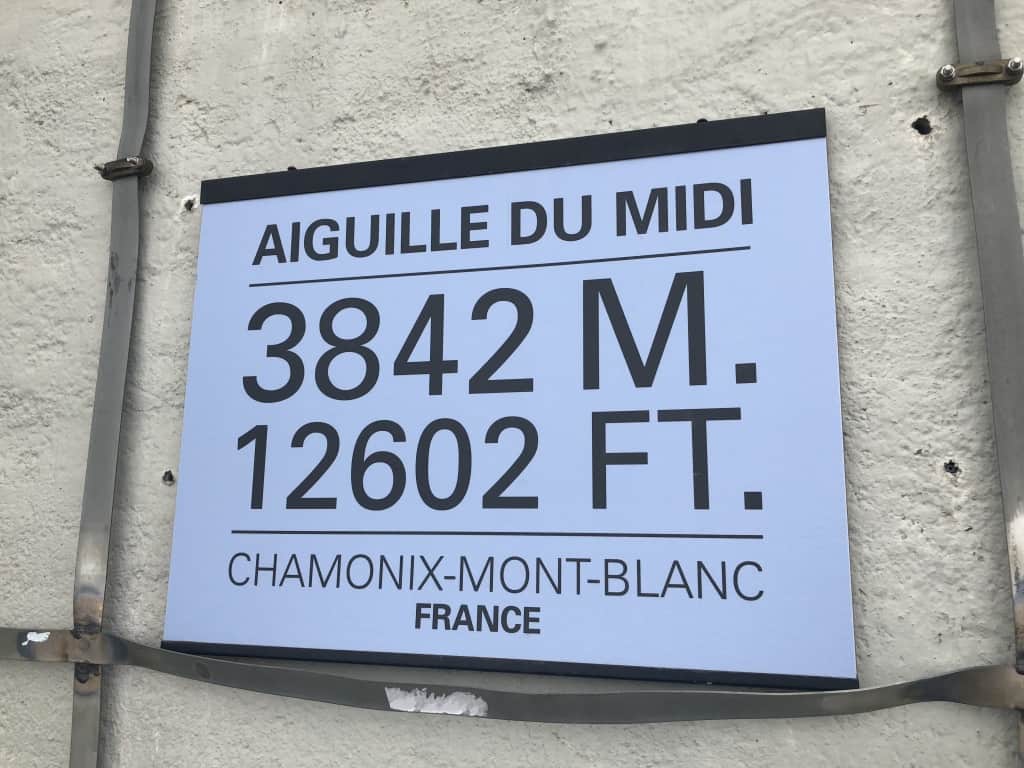 AIGUILLE DU MIDI
3842 M.
12602 FT.
CHAMONIX-MONT-BLANC
FRANCE